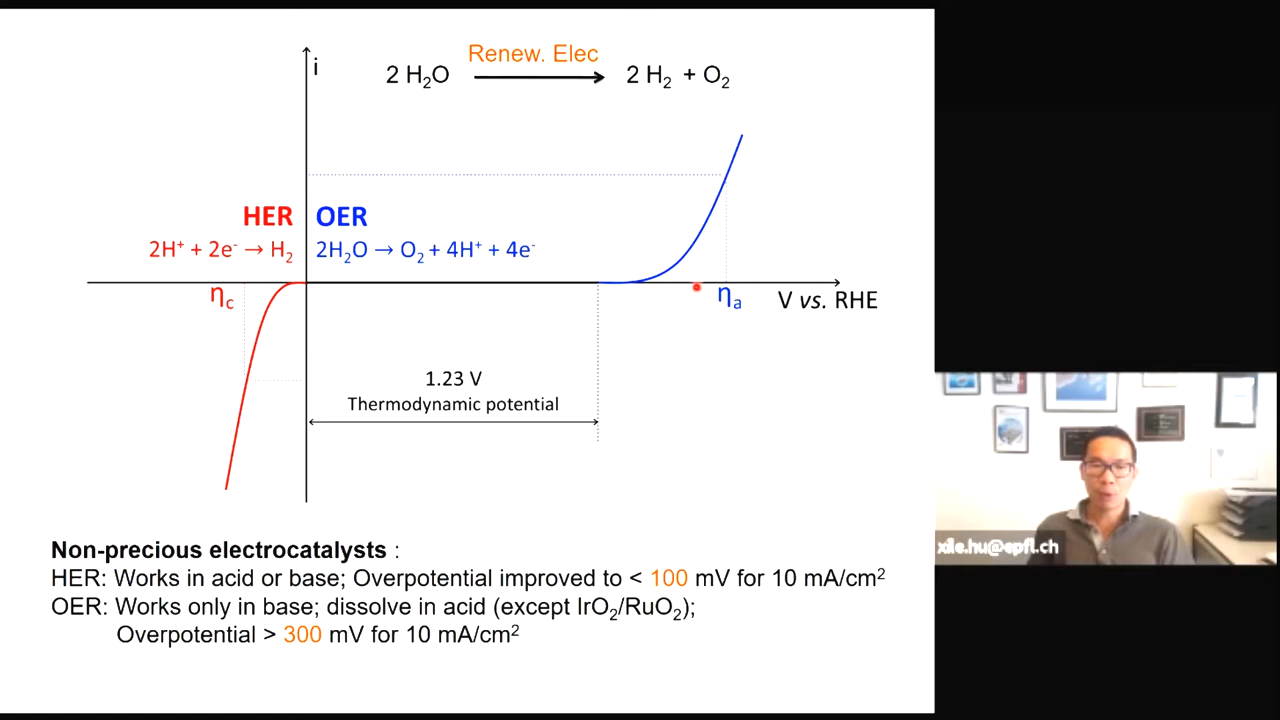 i
Renew. Elec
2 H₂O → 2 H₂ + O₂
HER
OER
2H⁺ + 2e⁻ → H₂
2H₂O → O₂ + 4H⁺ + 4e⁻
ηc
ηa
V vs. RHE
1.23 V
Thermodynamic potential
Non-precious electrocatalysts :
HER: Works in acid or base; Overpotential improved to < 100 mV for 10 mA/cm²
OER: Works only in base; dissolve in acid (except IrO₂/RuO₂);
Overpotential > 300 mV for 10 mA/cm²
xile.hu@epfl.ch